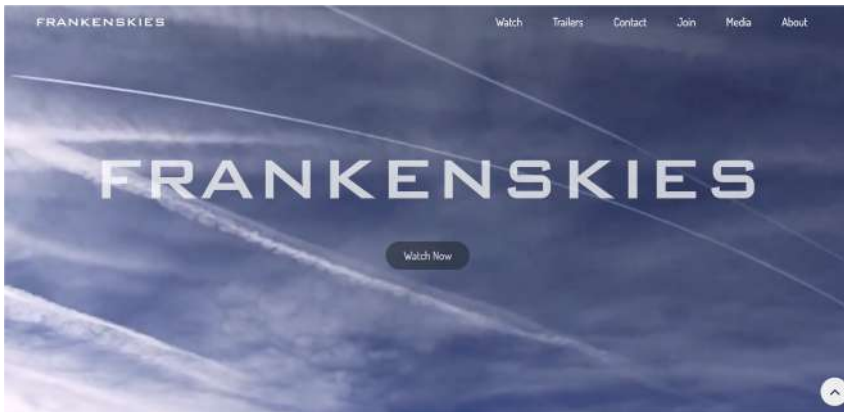 FRANKENSKIES Watch Trailers Contact Join Media About
FRANKENSKIES
Watch Now